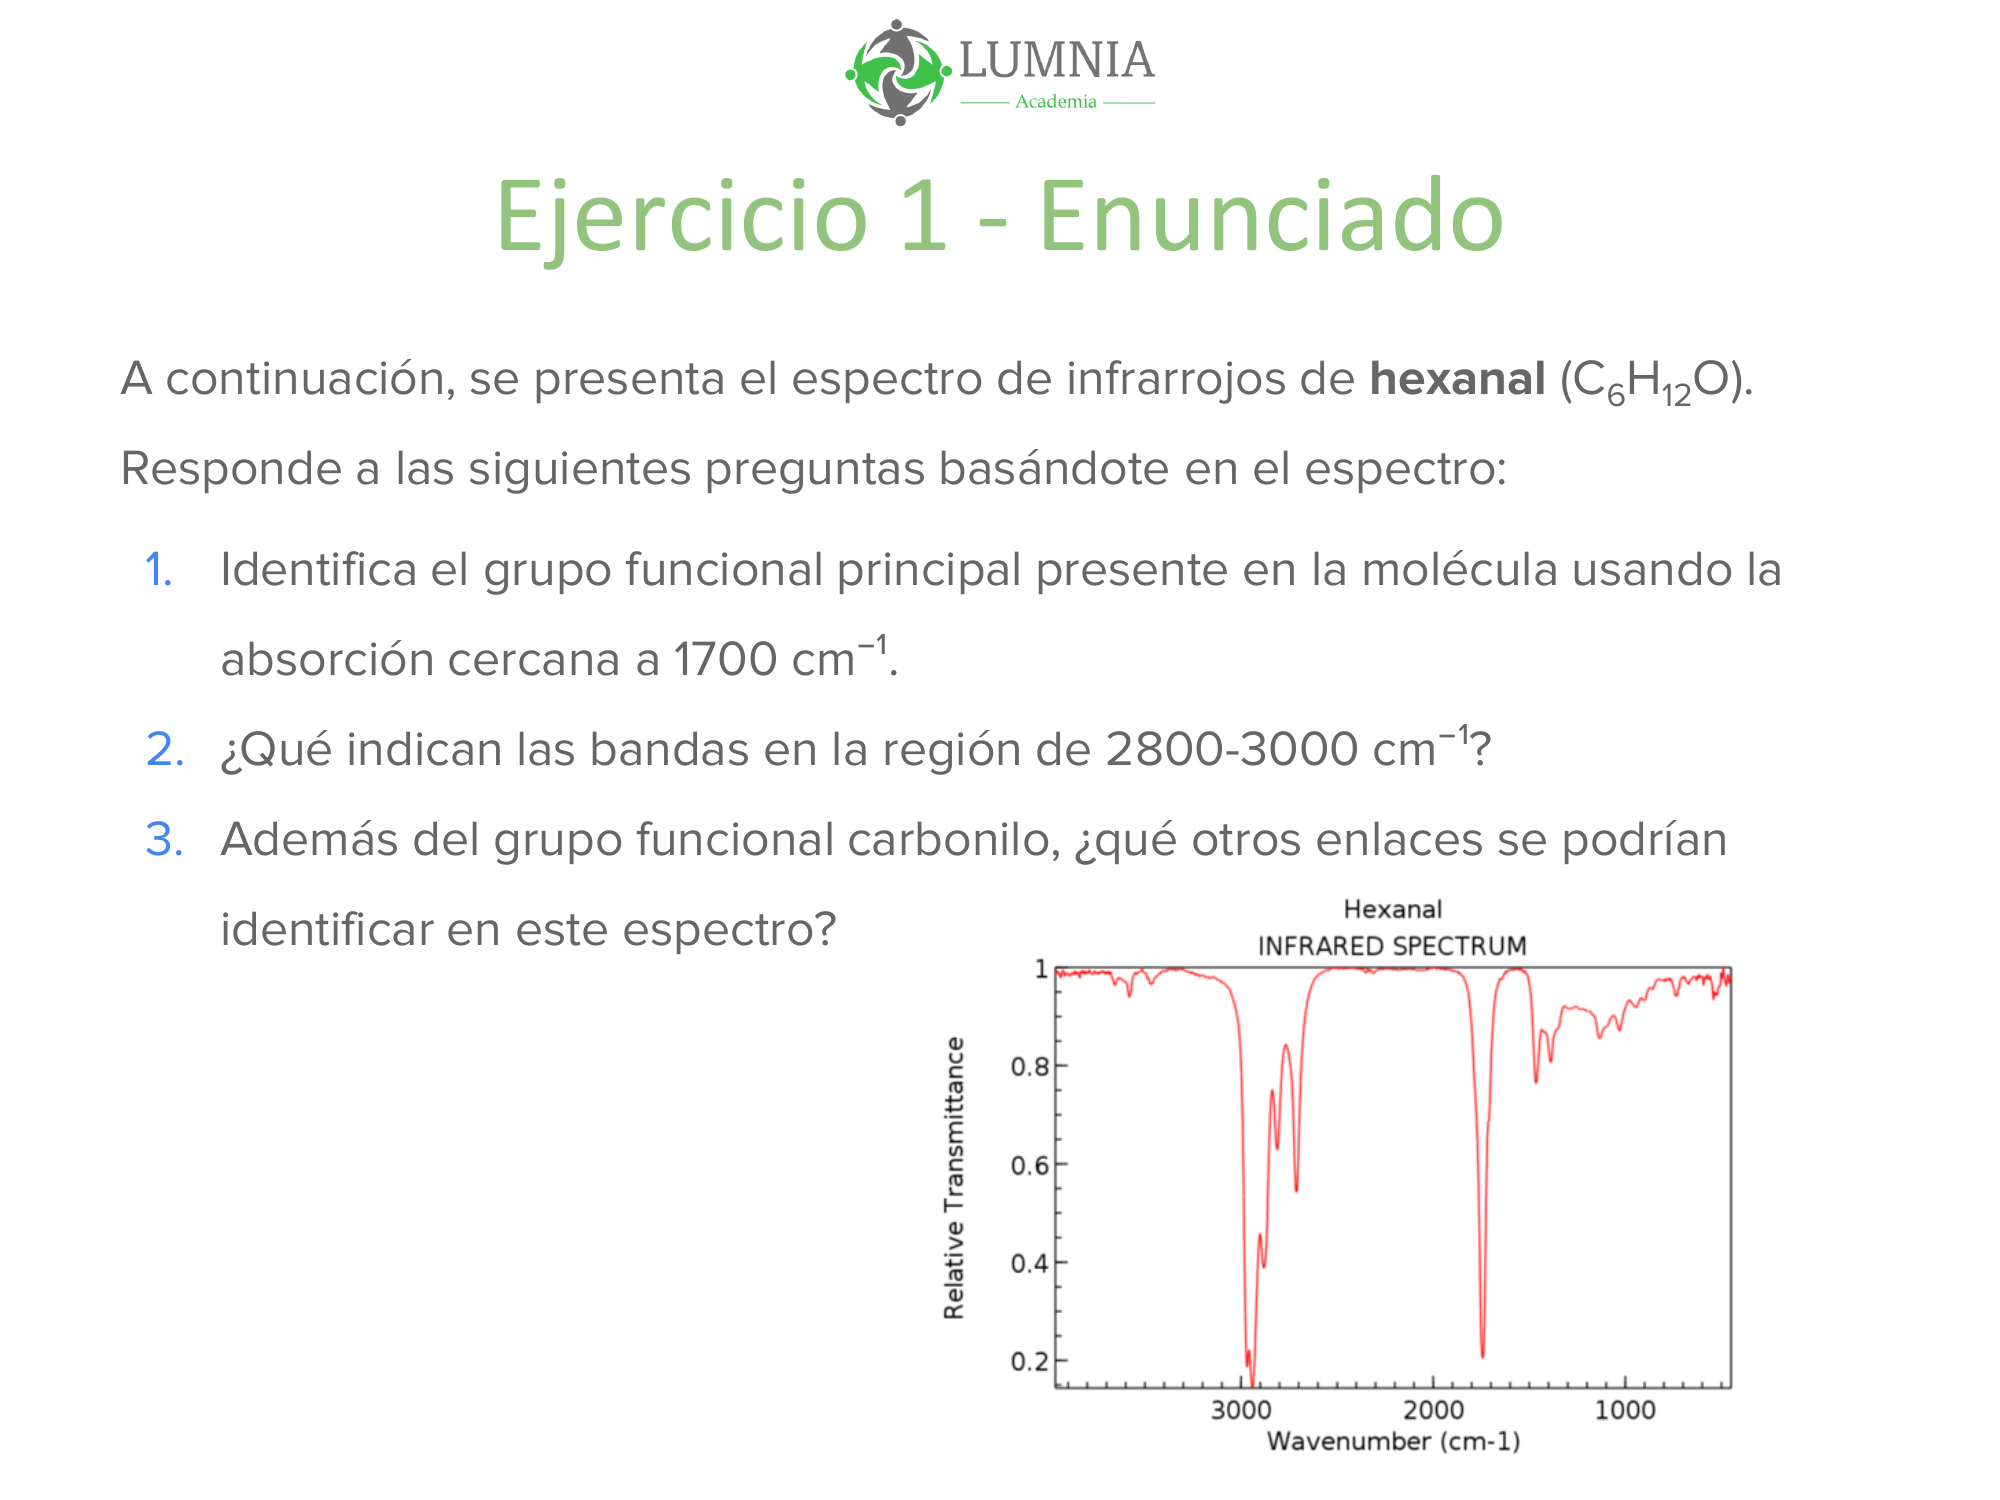 LUMNIA
Academia
Ejercicio 1 - Enunciado
A continuación, se presenta el espectro de infrarrojos de hexanal (C₆H₁₂O).
Responde a las siguientes preguntas basándote en el espectro:
1. Identifica el grupo funcional principal presente en la molécula usando la
absorción cercana a 1700 cm⁻¹.
2. ¿Qué indican las bandas en la región de 2800-3000 cm⁻¹?
3. Además del grupo funcional carbonilo, ¿qué otros enlaces se podrían
identificar en este espectro?
Hexanal
INFRARED SPECTRUM
1
0.8
0.6
0.4
0.2
Relative Transmittance
3000 2000 1000
Wavenumber (cm-1)